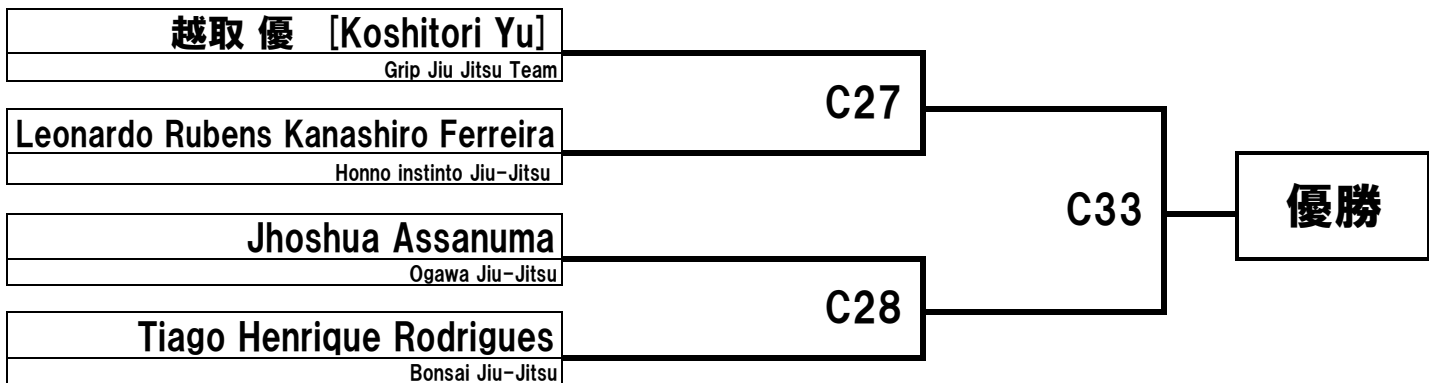 越取 優 [Koshitori Yu]
Grip Jiu Jitsu Team
Leonardo Rubens Kanashiro Ferreira
Honno instinto Jiu-Jitsu
C27
Jhoshua Assanuma
Ogawa Jiu-Jitsu
Tiago Henrique Rodrigues
Bonsai Jiu-Jitsu
C28
C33
優勝